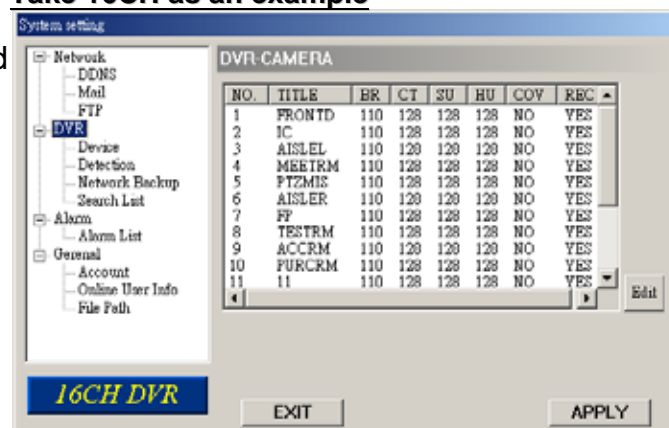 Take 16CH as an example
d
System setting
Network
DDNS
Mail
FTP
DVR
Device
Detection
Network Backup
Search List
Alarm
Alarm List
General
Account
Online User Info
File Path
16CH DVR
DVR-CAMERA
NO. TITLE BR CT SU HU COV REC
1 FRONTD 110 128 128 128 NO YES
2 IC 110 128 128 128 NO YES
3 AISLEL 110 128 128 128 NO YES
4 MEETRM 110 128 128 128 NO YES
5 PTZMIS 110 128 128 128 NO YES
6 AISLER 110 128 128 128 NO YES
7 FF 110 128 128 128 NO YES
8 TESTRM 110 128 128 128 NO YES
9 ACCRM 110 128 128 128 NO YES
10 PURCRM 110 128 128 128 NO YES
11 11 110 128 128 128 NO YES
Edit
EXIT APPLY